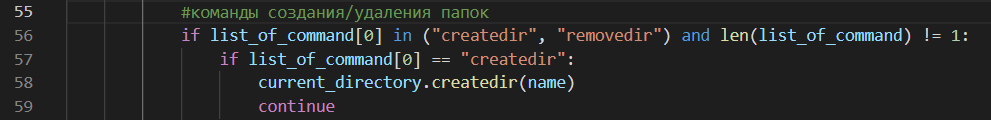 55 #команды создания/удаления папок
56 if list_of_command[0] in ("createdir", "removedir") and len(list_of_command) != 1:
57 if list_of_command[0] == "createdir":
58 current_directory.createdir(name)
59 continue